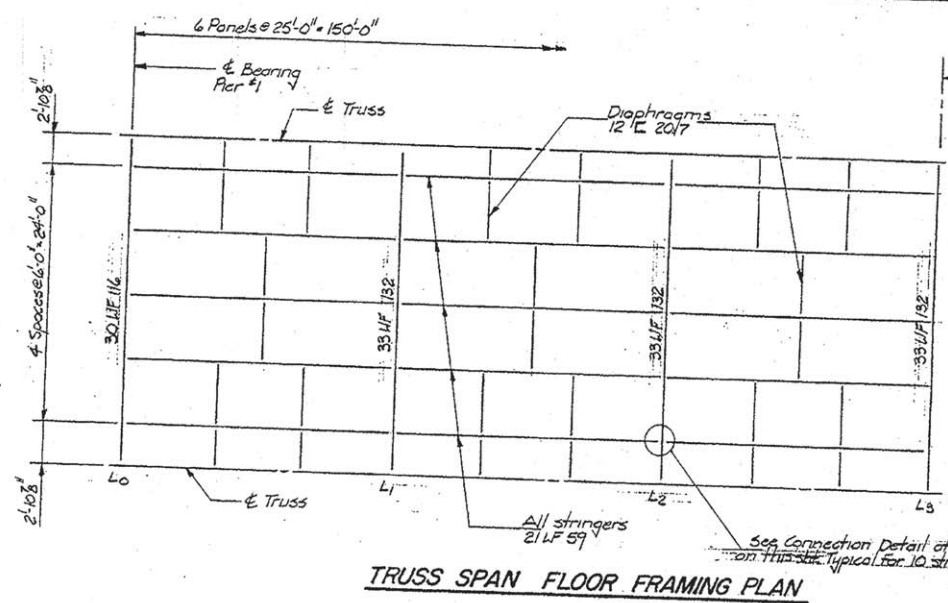 6 Panels @ 25'-0" = 150'-0"
℄ Bearing
Pier #1
℄ Truss
Diaphragms
12 [ 20.7
2'-10⅞"
4 Spaces @ 6'-0" = 24'-0"
30 WF 116
33 WF 132
33 WF 132
33 WF 132
2'-10⅞"
L0
L1
L2
L3
℄ Truss
All stringers
21 WF 59
See Connection Detail
on this sht. Typical for 10
TRUSS SPAN FLOOR FRAMING PLAN